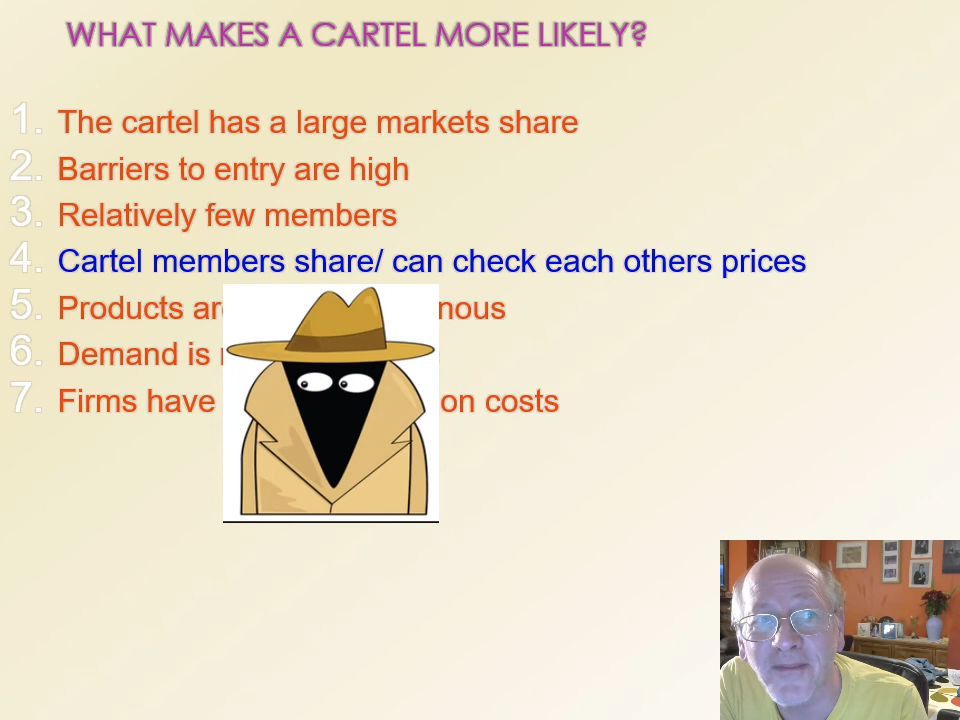 WHAT MAKES A CARTEL MORE LIKELY?
1. The cartel has a large markets share
2. Barriers to entry are high
3. Relatively few members
4. Cartel members share/ can check each others prices
5. Products
6. Demand is
7. Firms have on costs